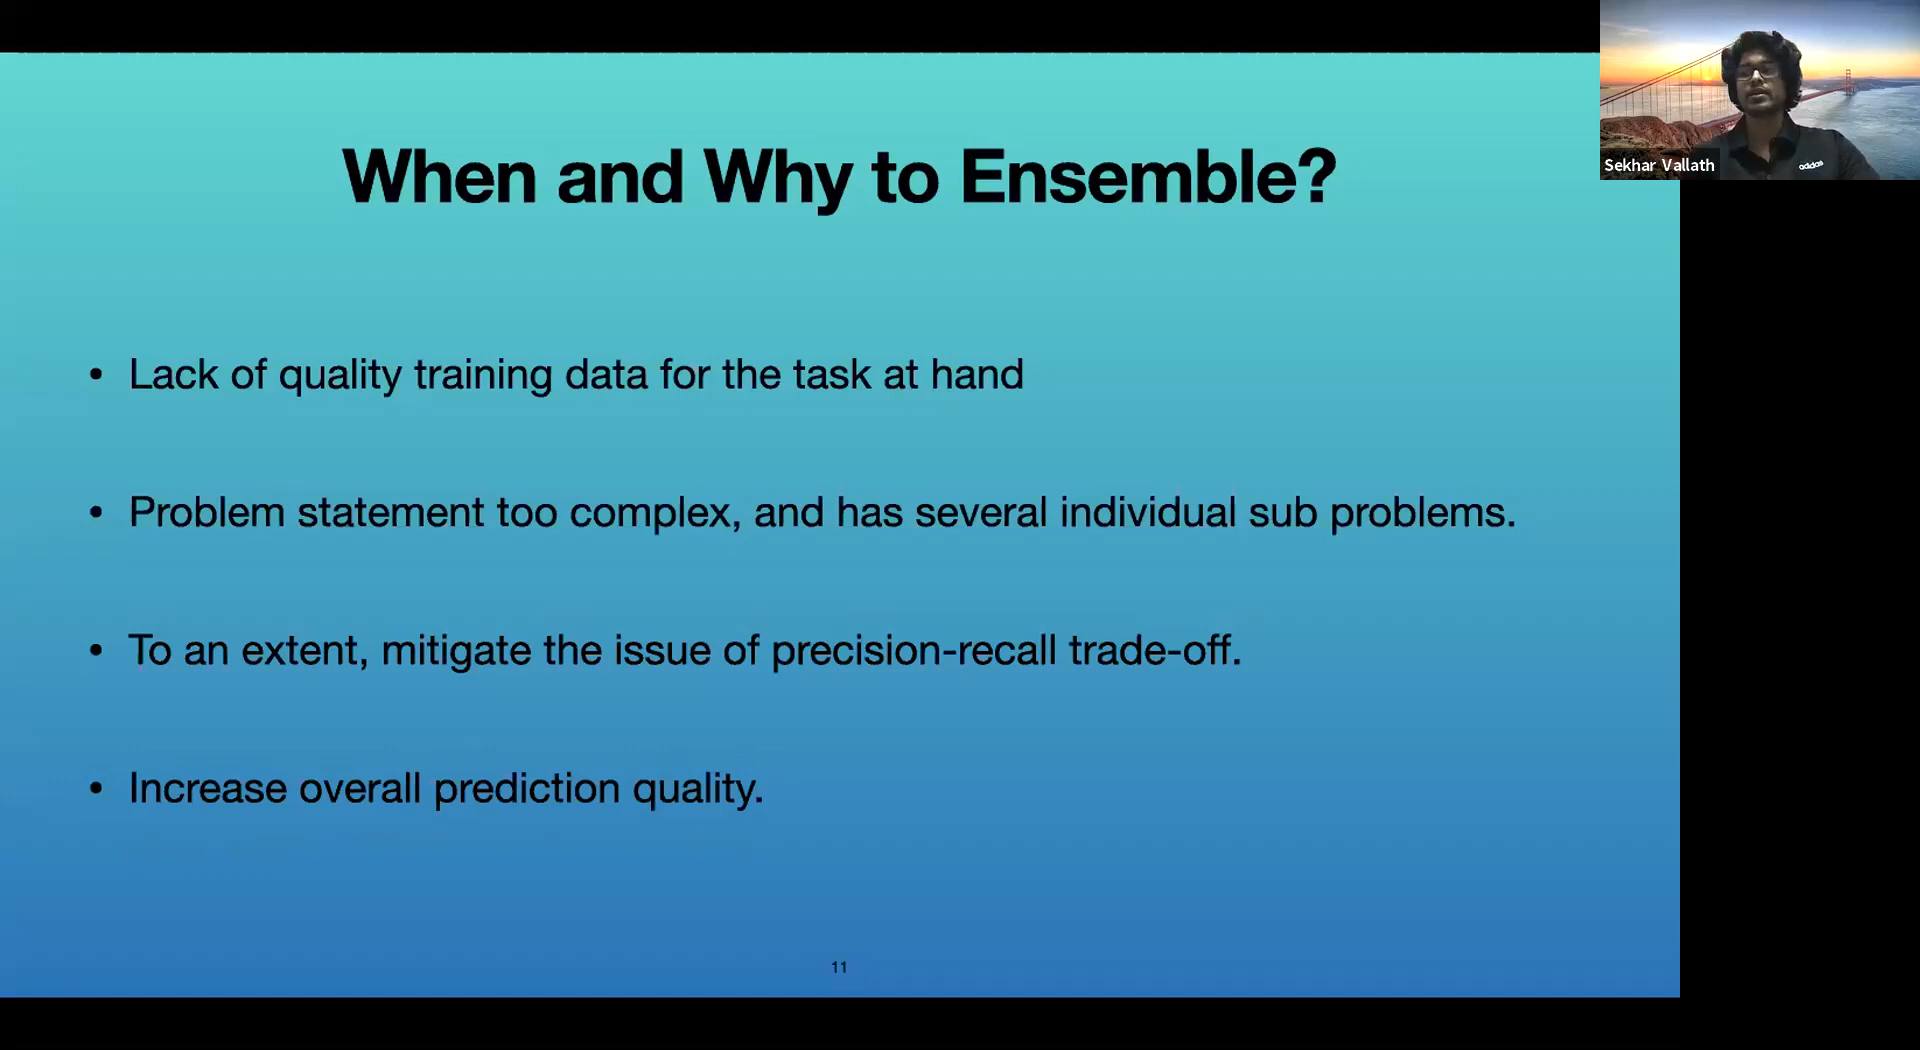 When and Why to Ensemble?
Sekhar Vallath
adidas
• Lack of quality training data for the task at hand
• Problem statement too complex, and has several individual sub problems.
• To an extent, mitigate the issue of precision-recall trade-off.
• Increase overall prediction quality.
11